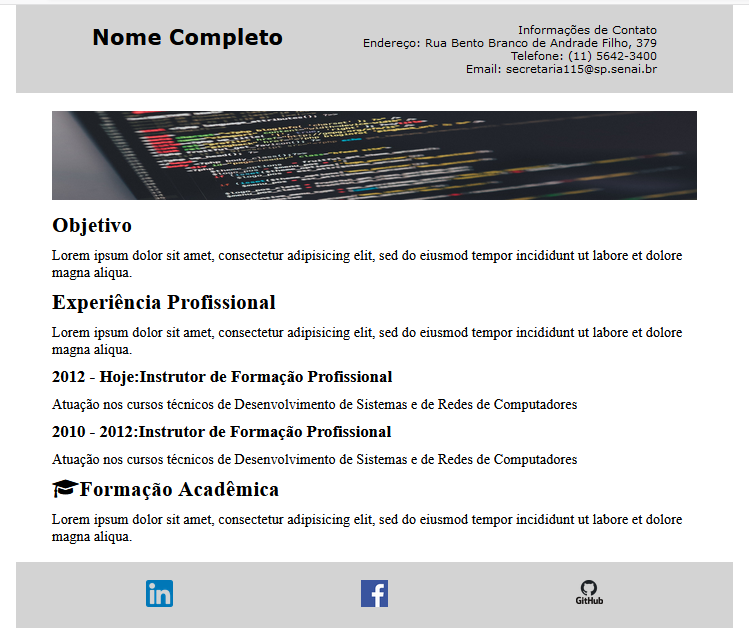 Nome Completo
Informações de Contato
Endereço: Rua Bento Branco de Andrade Filho, 379
Telefone: (11) 5642-3400
Email: secretaria115@sp.senai.br
Objetivo
Lorem ipsum dolor sit amet, consectetur adipisicing elit, sed do eiusmod tempor incididunt ut labore et dolore
magna aliqua.
Experiência Profissional
Lorem ipsum dolor sit amet, consectetur adipisicing elit, sed do eiusmod tempor incididunt ut labore et dolore
magna aliqua.
2012 - Hoje:Instrutor de Formação Profissional
Atuação nos cursos técnicos de Desenvolvimento de Sistemas e de Redes de Computadores
2010 - 2012:Instrutor de Formação Profissional
Atuação nos cursos técnicos de Desenvolvimento de Sistemas e de Redes de Computadores
Formação Acadêmica
Lorem ipsum dolor sit amet, consectetur adipisicing elit, sed do eiusmod tempor incididunt ut labore et dolore
magna aliqua.
in
f
GitHub